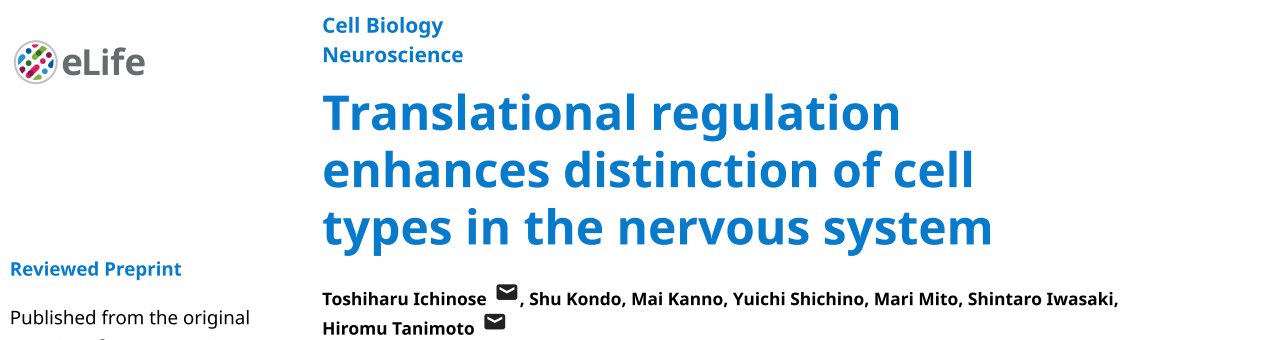 Cell Biology
Neuroscience
eLife
Translational regulation
enhances distinction of cell
types in the nervous system
Reviewed Preprint
Toshiharu Ichinose , Shu Kondo, Mai Kanno, Yuichi Shichino, Mari Mito, Shintaro Iwasaki,
Hiromu Tanimoto
Published from the original